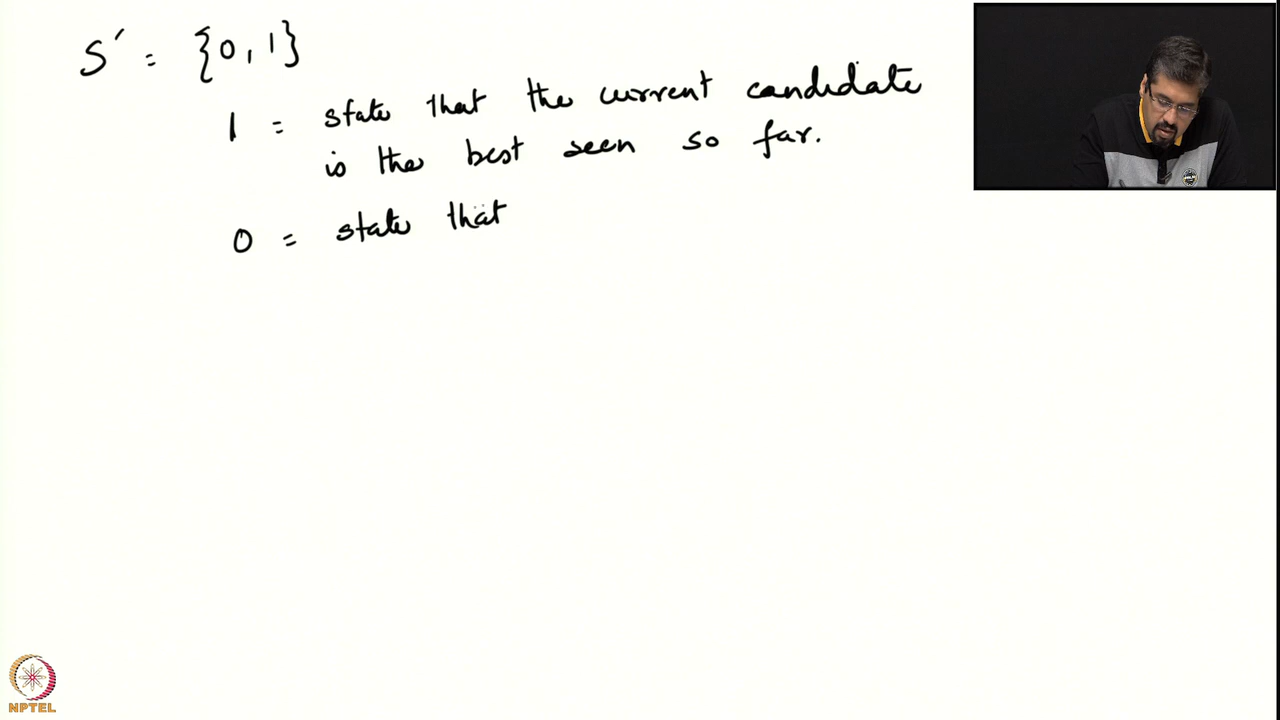 S′ = {0, 1}
1 = state that the current candidate
is the best seen so far.
0 = state that
NPTEL